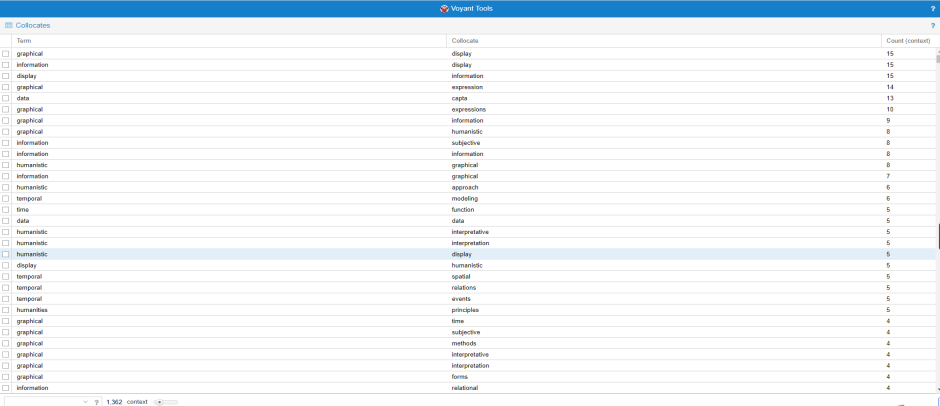 Voyant Tools ?
Collocates ?
Term Collocate Count (context)
graphical display 15
information display 15
display information 15
graphical expression 14
data capta 13
graphical expressions 10
graphical information 9
graphical humanistic 8
information subjective 8
information information 8
humanistic graphical 8
information graphical 7
humanistic approach 6
temporal modeling 6
time function 5
data data 5
humanistic interpretative 5
humanistic interpretation 5
humanistic display 5
display humanistic 5
temporal spatial 5
temporal relations 5
temporal events 5
humanities principles 5
graphical time 4
graphical subjective 4
graphical methods 4
graphical interpretative 4
graphical interpretation 4
graphical forms 4
information relational 4
? 1,362 context